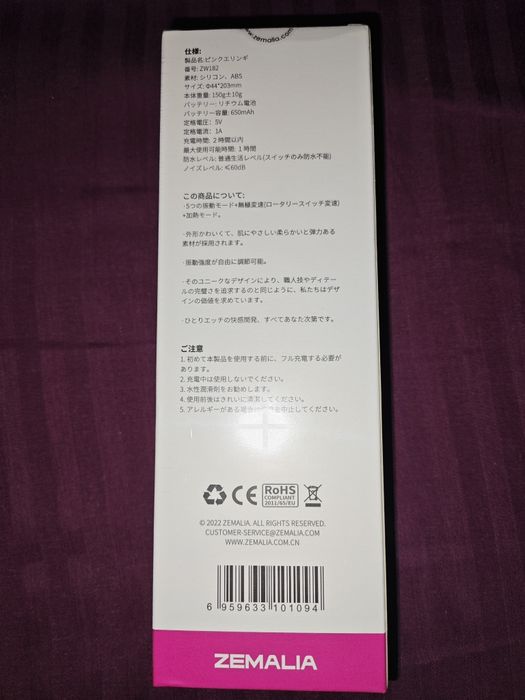 www.zemalia.com
仕様:
製品名:ピンクエリンギ
番号: ZW182
素材: シリコン、ABS
サイズ: Φ44*203mm
本体重量: 150g±10g
バッテリー: リチウム電池
バッテリー容量: 650mAh
定格電圧: 5V
定格電流: 1A
充電時間: 2 時間以内
最大使用可能時間: 1 時間
防水レベル: 普通生活レベル(スイッチのみ防水不能)
ノイズレベル: ≤60dB
この商品について:
·5つの振動モード+無極変速(ロータリースイッチ変速)
+加熱モード。
·外形かわいくて、肌にやさしい柔らかいと弾力ある
素材が採用されます。
·振動強度が自由に調節可能。
·そのユニークなデザインにより、職人技やディテー
ルの完璧さを追求するのと同じように、私たちはデザ
インの価値を求めています。
·ひとりエッチの快感開発、すべてあなた次第です。
ご注意
1. 初めて本製品を使用する前に、フル充電する必要が
あります。
2. 充電中は使用しないでください。
3. 水性潤滑剤をお勧めします。
4. 使用前後はきれいに清潔してください。
5. アレルギーがある場合は使用を中止してください。
CE
RoHS
COMPLIANT
2011/65/EU
© 2022 ZEMALIA. ALL RIGHTS RESERVED.
CUSTOMER-SERVICE@ZEMALIA.COM
WWW.ZEMALIA.COM.CN
6 959633 101094
ZEMALIA